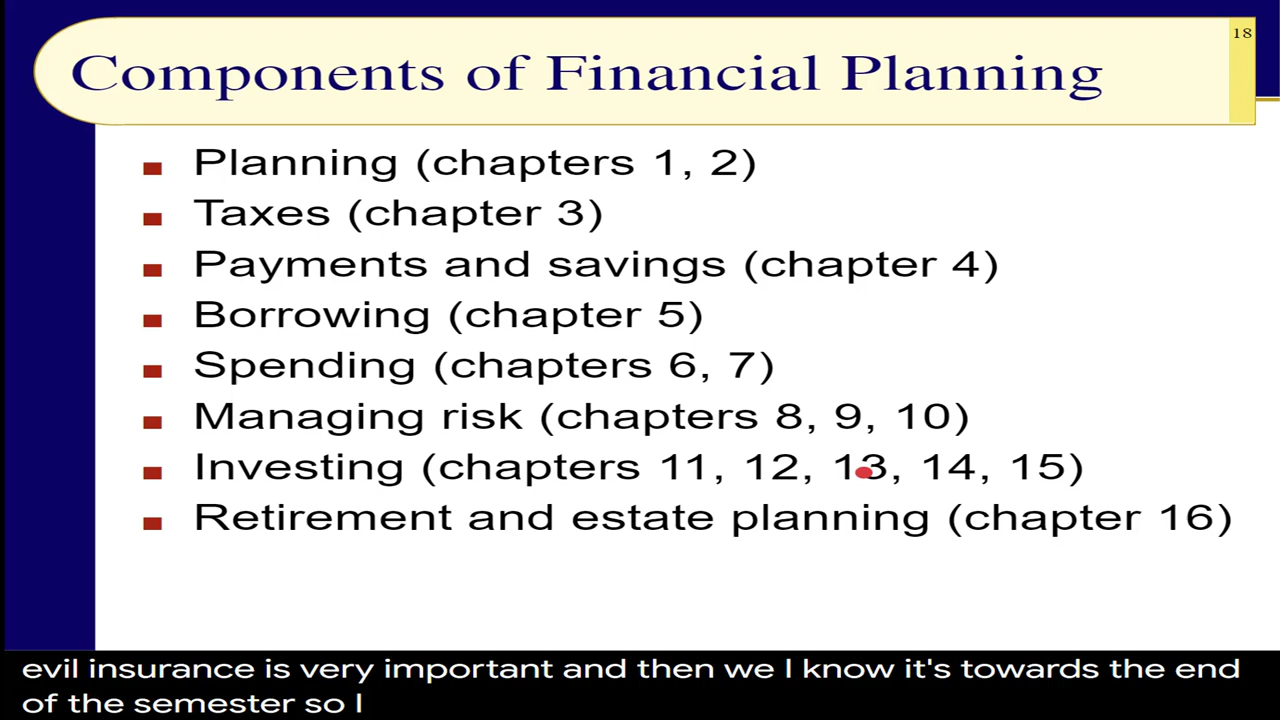 18
Components of Financial Planning
Planning (chapters 1, 2)
Taxes (chapter 3)
Payments and savings (chapter 4)
Borrowing (chapter 5)
Spending (chapters 6, 7)
Managing risk (chapters 8, 9, 10)
Investing (chapters 11, 12, 13, 14, 15)
Retirement and estate planning (chapter 16)
evil insurance is very important and then we I know it's towards the end
of the semester so I